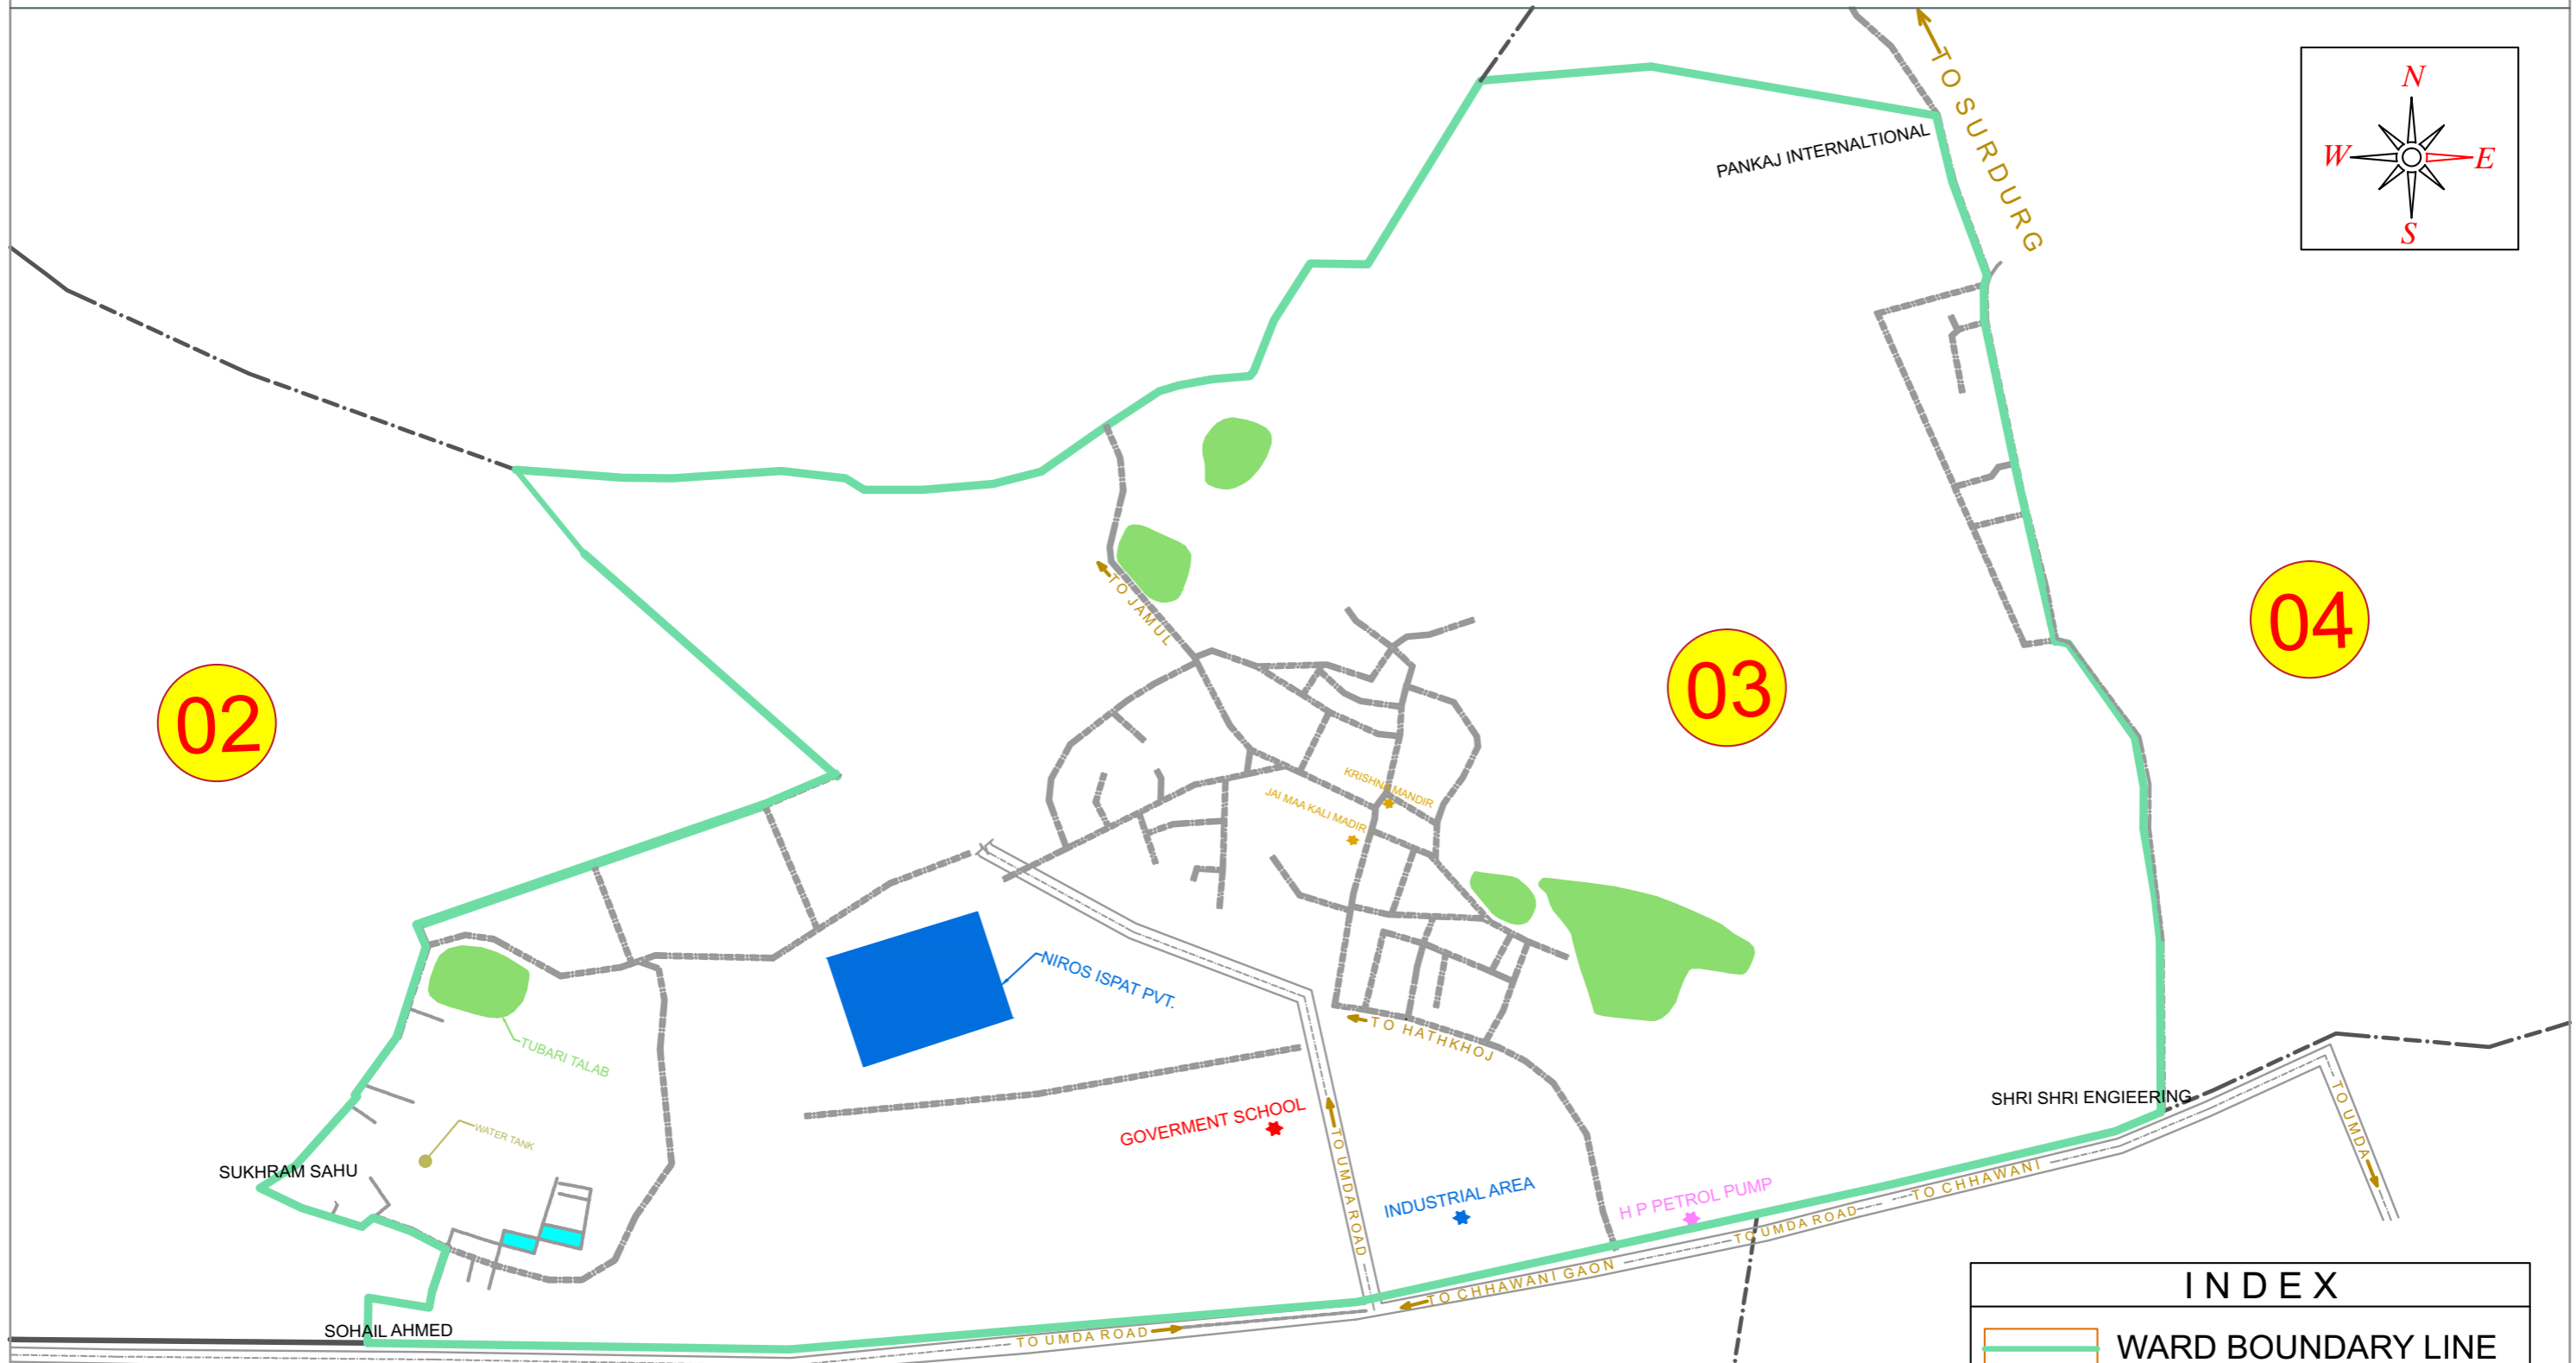 TO SURDURG
N
W E
S
PANKAJ INTERNALTIONAL
TO JAMUL
02
03
04
KRISHNA MANDIR
JAI MAA KALI MADIR
NIROS ISPAT PVT.
TO HATHKHOJ
TUBARI TALAB
WATER TANK
GOVERMENT SCHOOL
SHRI SHRI ENGIEERING
TO UMDA
SUKHRAM SAHU
TO UMDA ROAD
INDUSTRIAL AREA
H P PETROL PUMP
TO CHHAWANI
TO UMDA ROAD
TO CHHAWANI GAON
SOHAIL AHMED
TO UMDA ROAD
INDEX
WARD BOUNDARY LINE